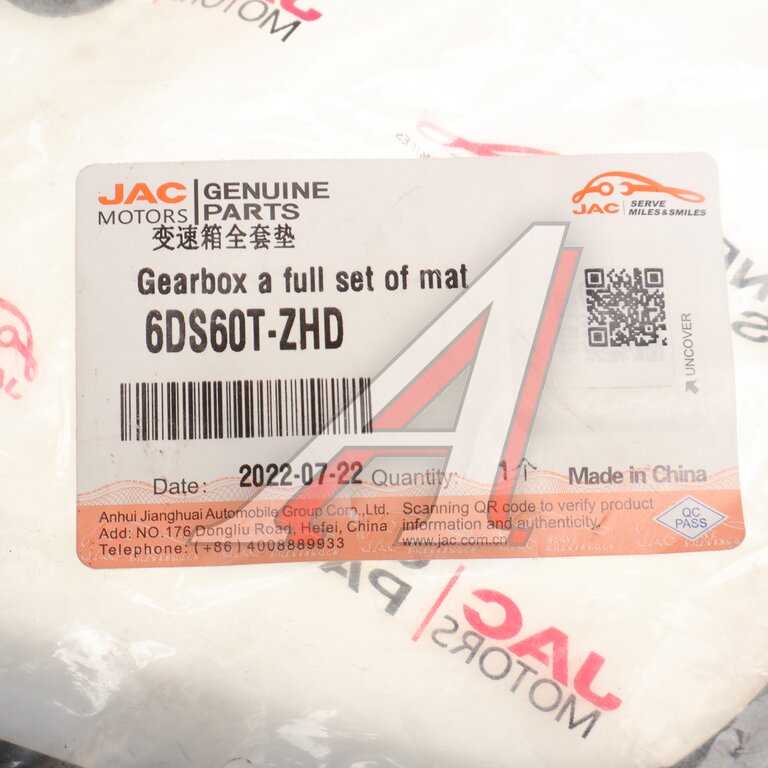 JAC
MOTORS
JAC
MOTORS
GENUINE
PARTS
变速箱全套垫
JAC
SERVE
MILES & SMILES
Gearbox a full set of mat
6DS60T-ZHD
UNCOVER
Date: 2022-07-22 Quantity: 1个 Made in China
Anhui Jianghuai Automobile Group Corp., Ltd.
Add: NO.176 Dongliu Road, Hefei, China
Telephone: (+86) 4008889933
Scanning QR code to verify product
information and authenticity.
www.jac.com.cn
QC
PASS
JAC
MOTORS